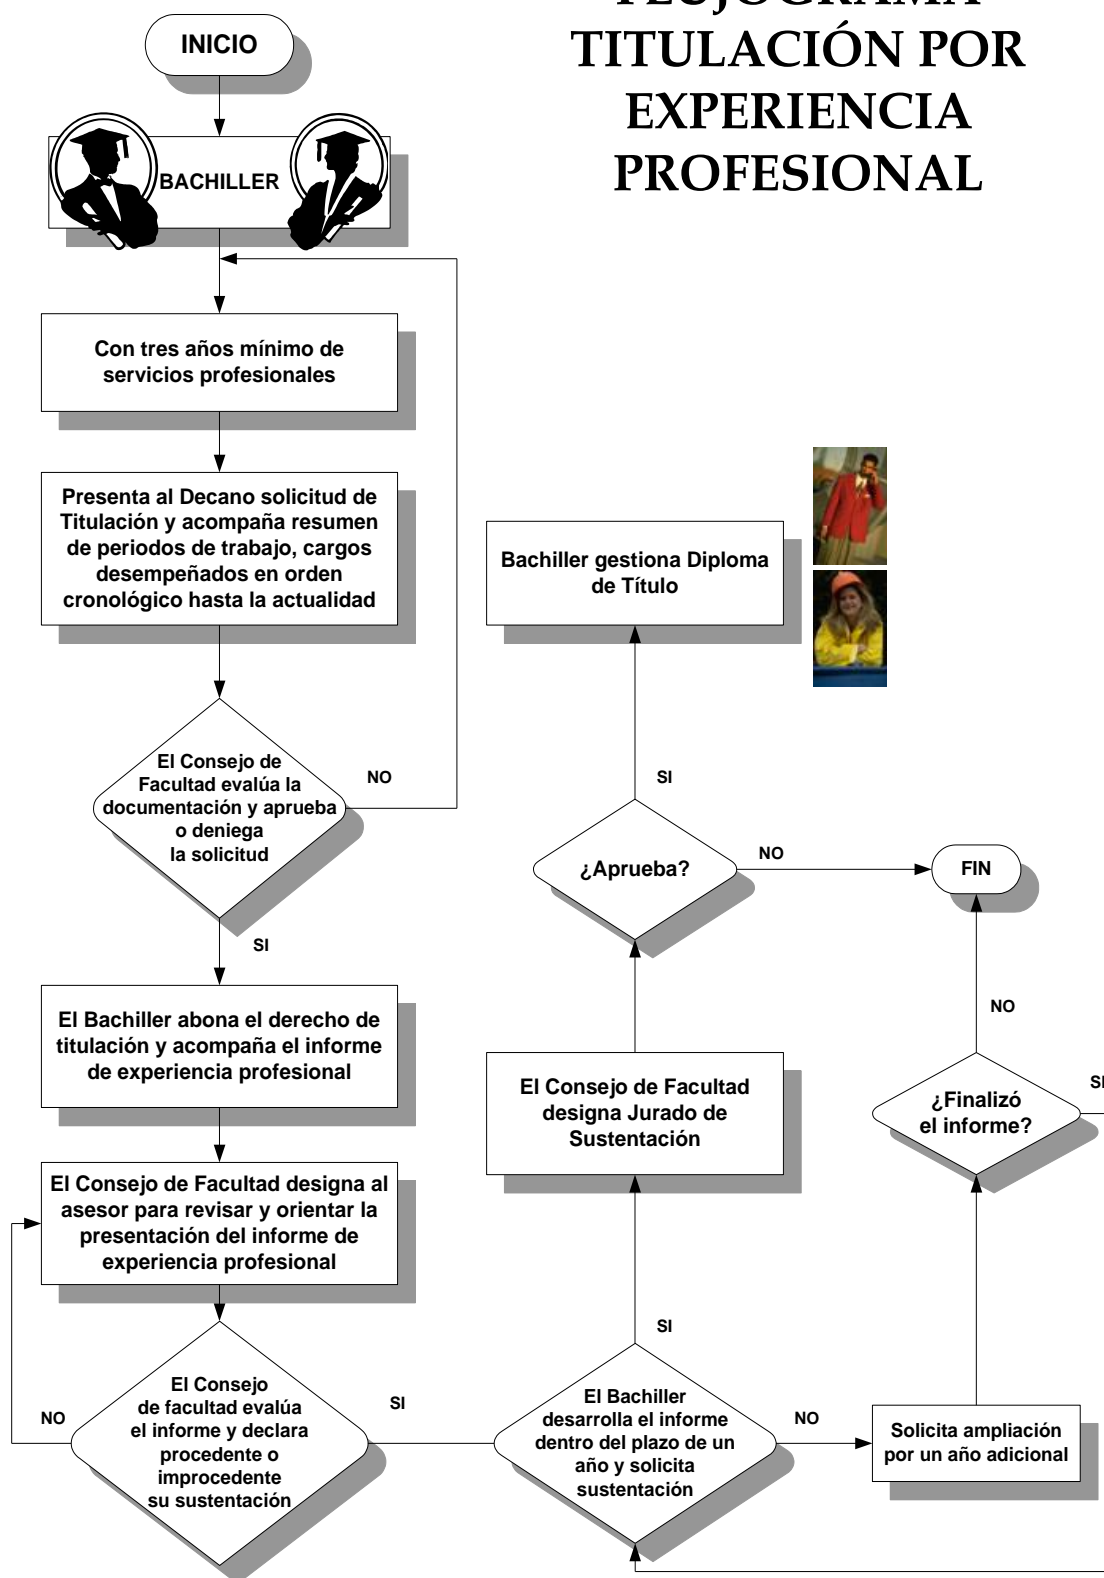 FLUJOGRAMA
TITULACIÓN POR
EXPERIENCIA
PROFESIONAL
INICIO
BACHILLER
Con tres años mínimo de
servicios profesionales
Presenta al Decano solicitud de
Titulación y acompaña resumen
de periodos de trabajo, cargos
desempeñados en orden
cronológico hasta la actualidad
El Consejo de
Facultad evalúa la
documentación y aprueba
o deniega
la solicitud
NO
SI
El Bachiller abona el derecho de
titulación y acompaña el informe
de experiencia profesional
El Consejo de Facultad designa al
asesor para revisar y orientar la
presentación del informe de
experiencia profesional
El Consejo
de facultad evalúa
el informe y declara
procedente o
improcedente
su sustentación
NO
SI
El Bachiller
desarrolla el informe
dentro del plazo de un
año y solicita
sustentación
SI
NO
Solicita ampliación
por un año adicional
¿Finalizó
el informe?
SI
NO
El Consejo de Facultad
designa Jurado de
Sustentación
¿Aprueba?
NO
FIN
SI
Bachiller gestiona Diploma
de Título